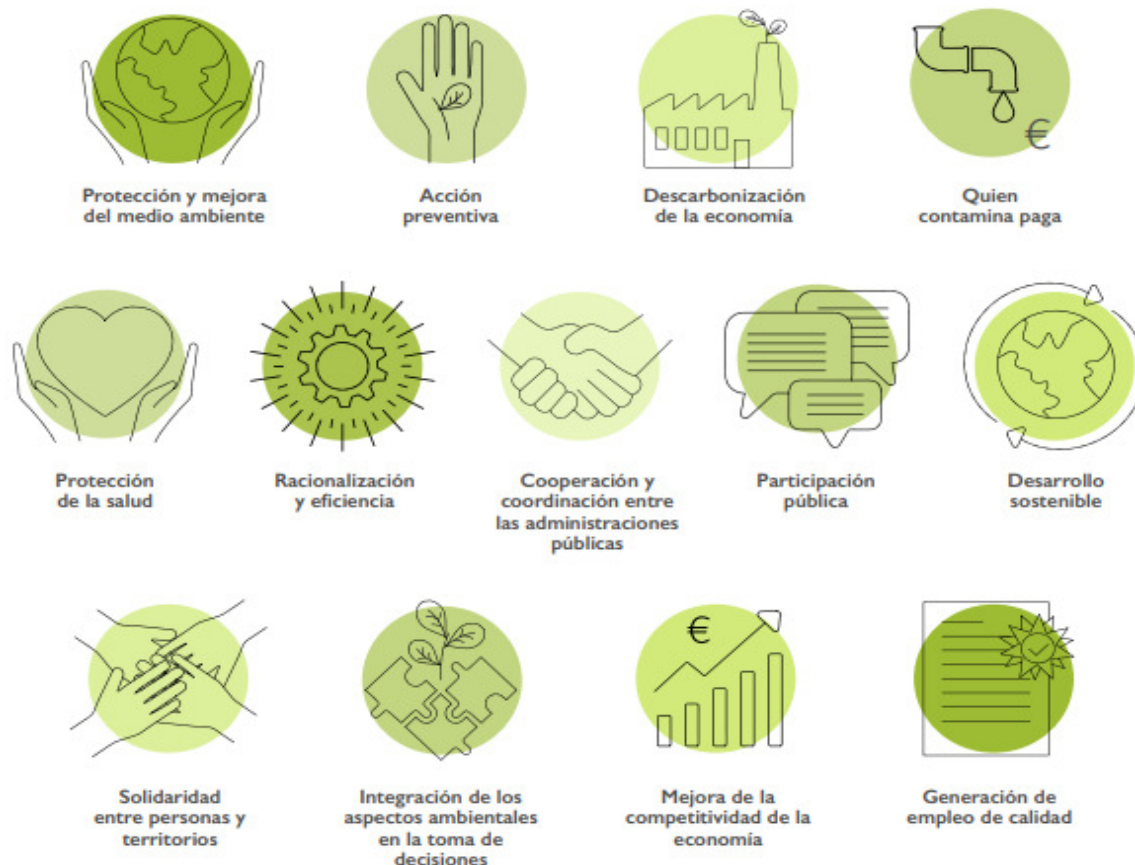 €
Protección y mejora
del medio ambiente
Acción
preventiva
Descarbonización
de la economía
Quien
contamina paga
Protección
de la salud
Racionalización
y eficiencia
Cooperación y
coordinación entre
las administraciones
públicas
Participación
pública
Desarrollo
sostenible
€
Solidaridad
entre personas y
territorios
Integración de los
aspectos ambientales
en la toma de
decisiones
Mejora de la
competitividad de la
economía
Generación de
empleo de calidad